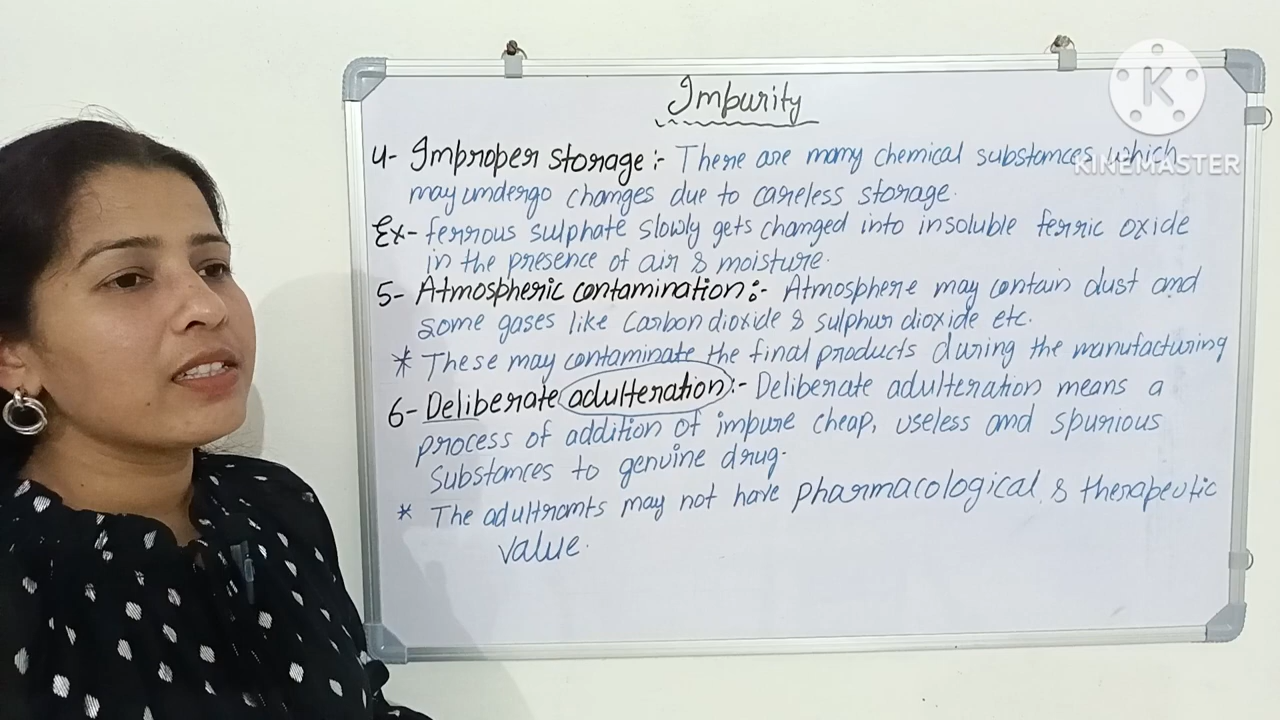 Impurity
4- Improper storage:- There are many chemical substances which
may undergo changes due to careless storage.
Ex- ferrous sulphate slowly gets changed into insoluble ferric oxide
in the presence of air & moisture.
5- Atmospheric contamination:- Atmosphere may contain dust and
some gases like Carbon dioxide & sulphur dioxide etc.
* These may contaminate the final products during the manufacturing
6- Deliberate adulteration:- Deliberate adulteration means a
process of addition of impure cheap, useless and spurious
substances to genuine drug.
* The adultrants may not have pharmacological & therapeutic
value.
K
KINEMASTER